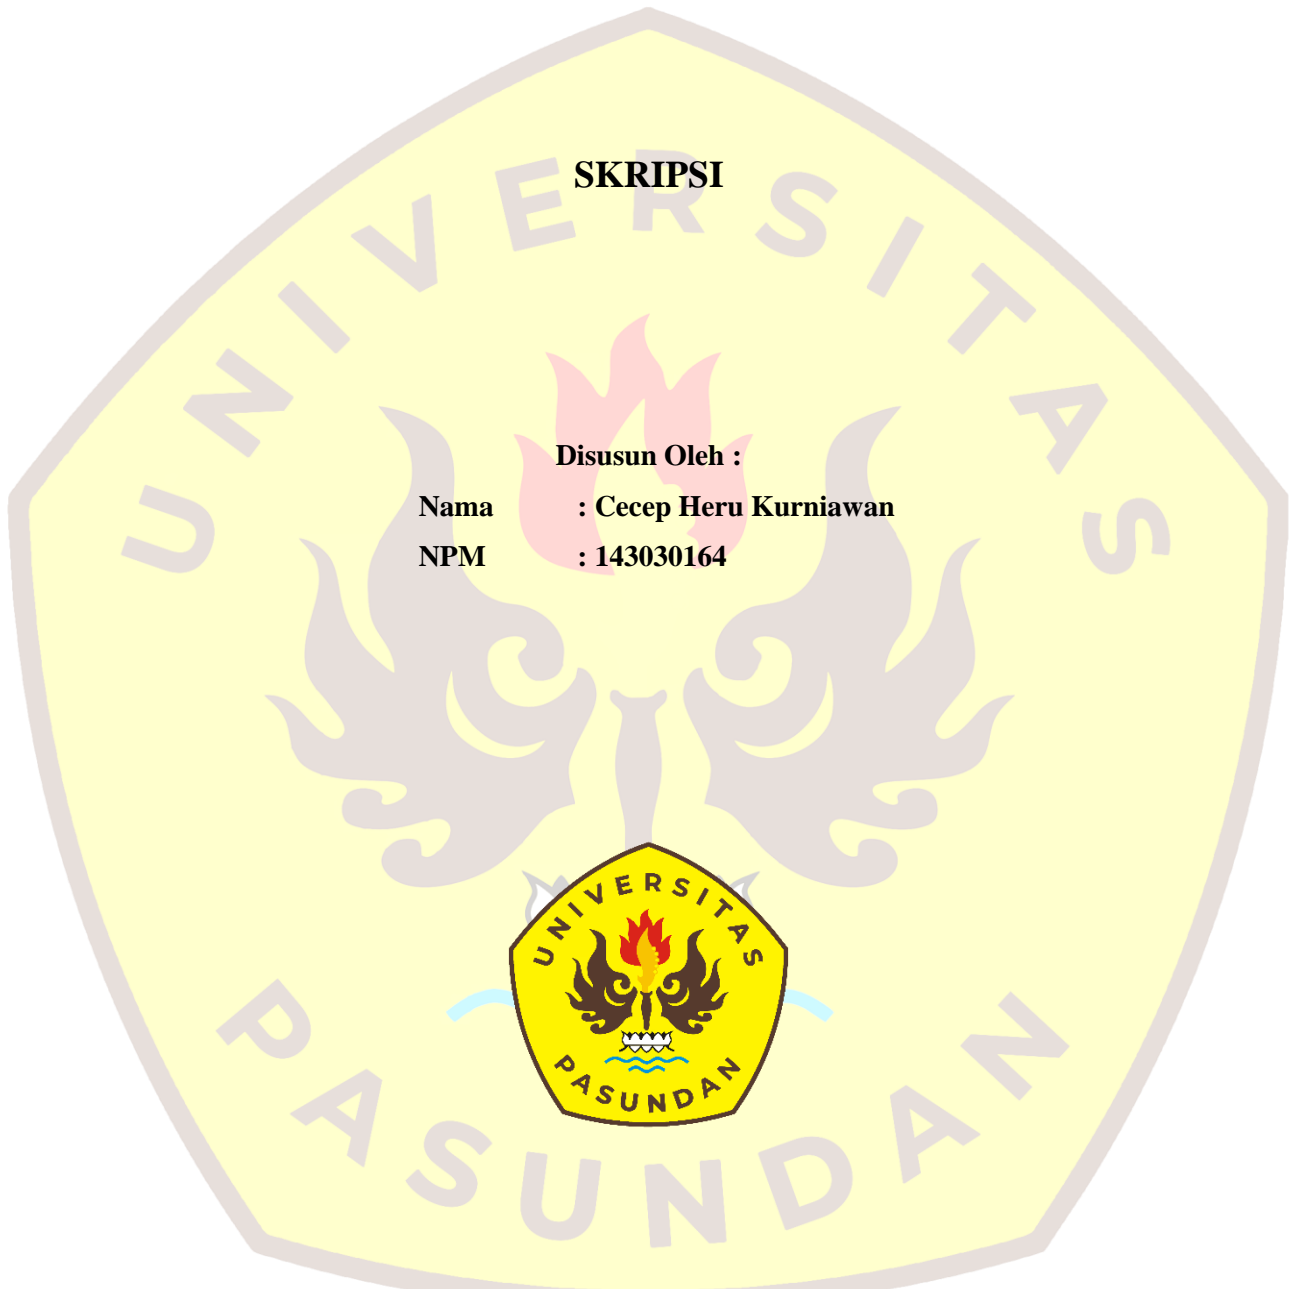 SKRIPSI
Disusun Oleh :
Nama : Cecep Heru Kurniawan
NPM : 143030164
UNIVERSITAS
PASUNDAN
UNIVERSITAS
PASUNDAN